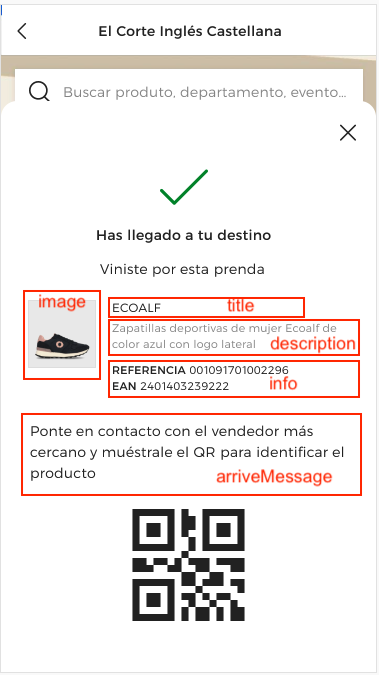 El Corte Inglés Castellana
Buscar produto, departamento, evento...
Has llegado a tu destino
Viniste por esta prenda
image
ECOALF title
Zapatillas deportivas de mujer Ecoalf de
color azul con logo lateral description
REFERENCIA 001091701002296
EAN 2401403239222 info
Ponte en contacto con el vendedor más
cercano y muéstrale el QR para identificar el
producto arriveMessage